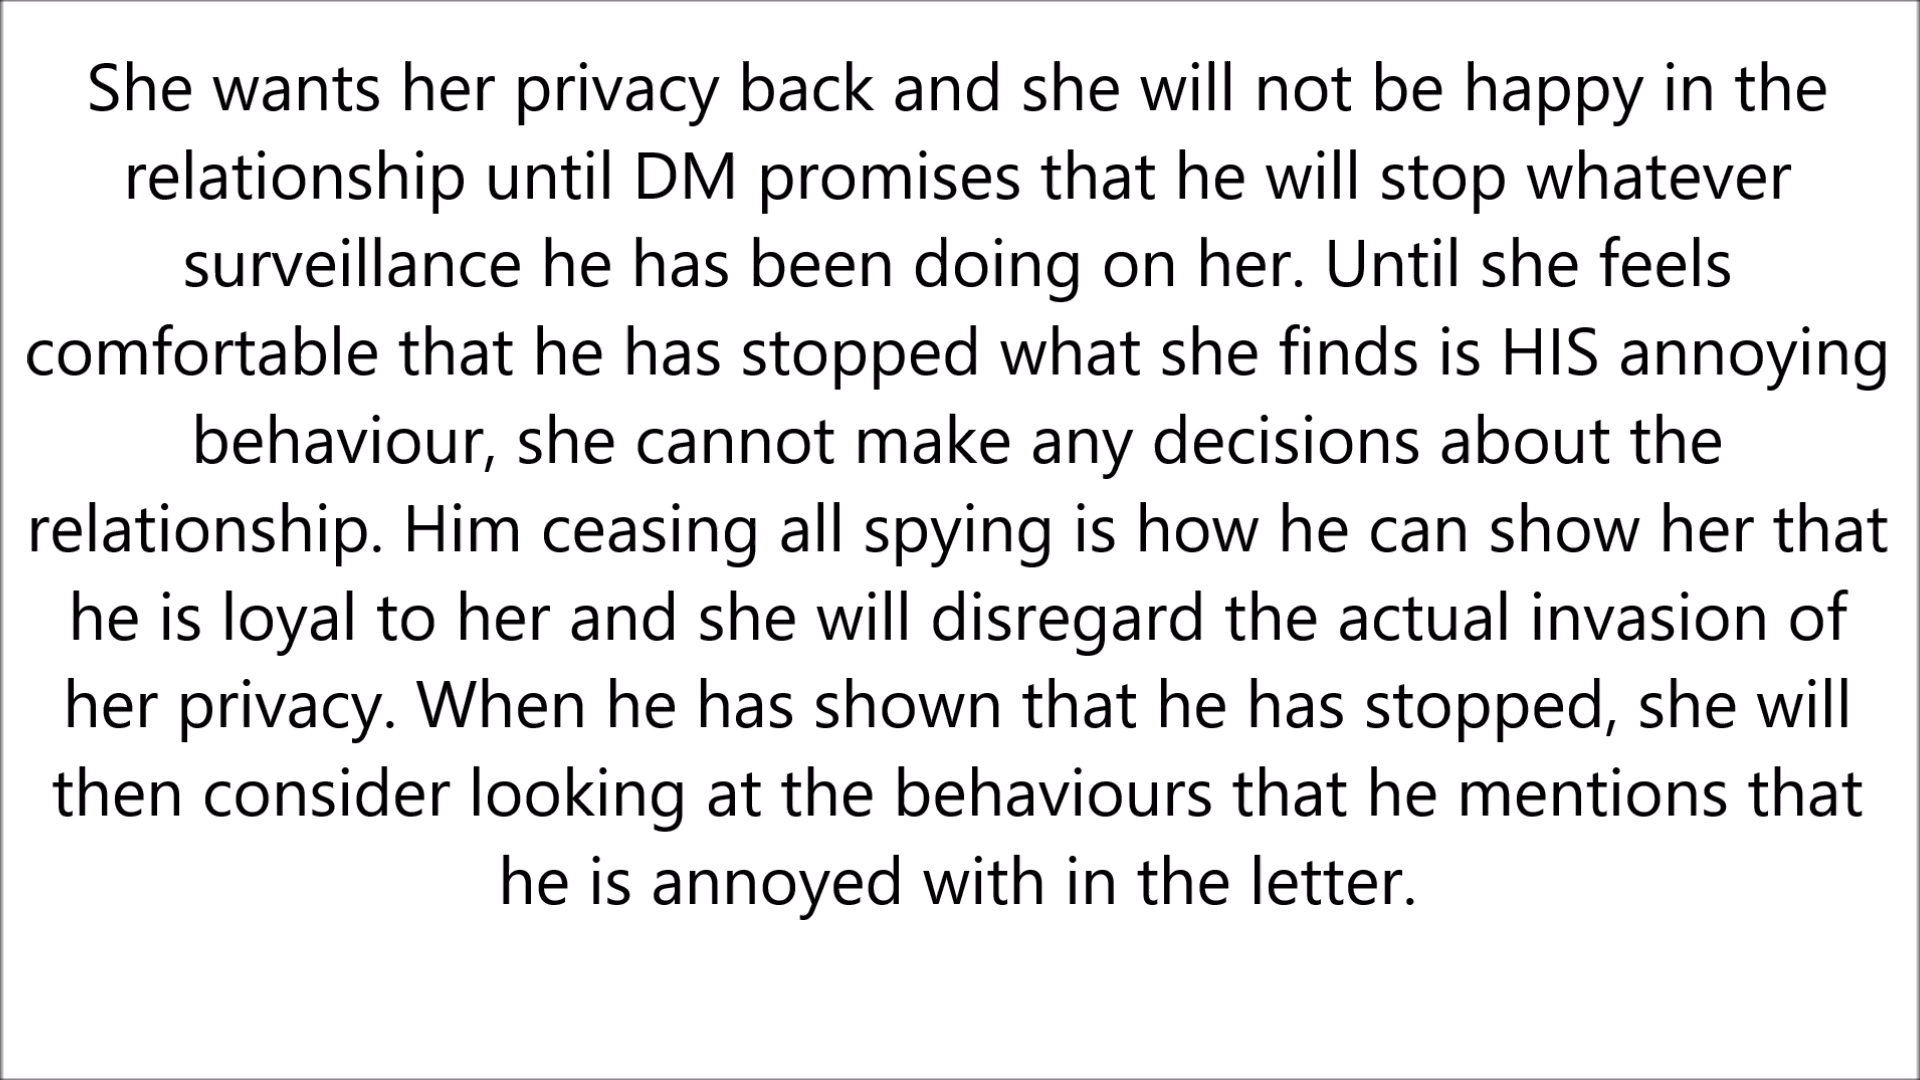 She wants her privacy back and she will not be happy in the
relationship until DM promises that he will stop whatever
surveillance he has been doing on her. Until she feels
comfortable that he has stopped what she finds is HIS annoying
behaviour, she cannot make any decisions about the
relationship. Him ceasing all spying is how he can show her that
he is loyal to her and she will disregard the actual invasion of
her privacy. When he has shown that he has stopped, she will
then consider looking at the behaviours that he mentions that
he is annoyed with in the letter.